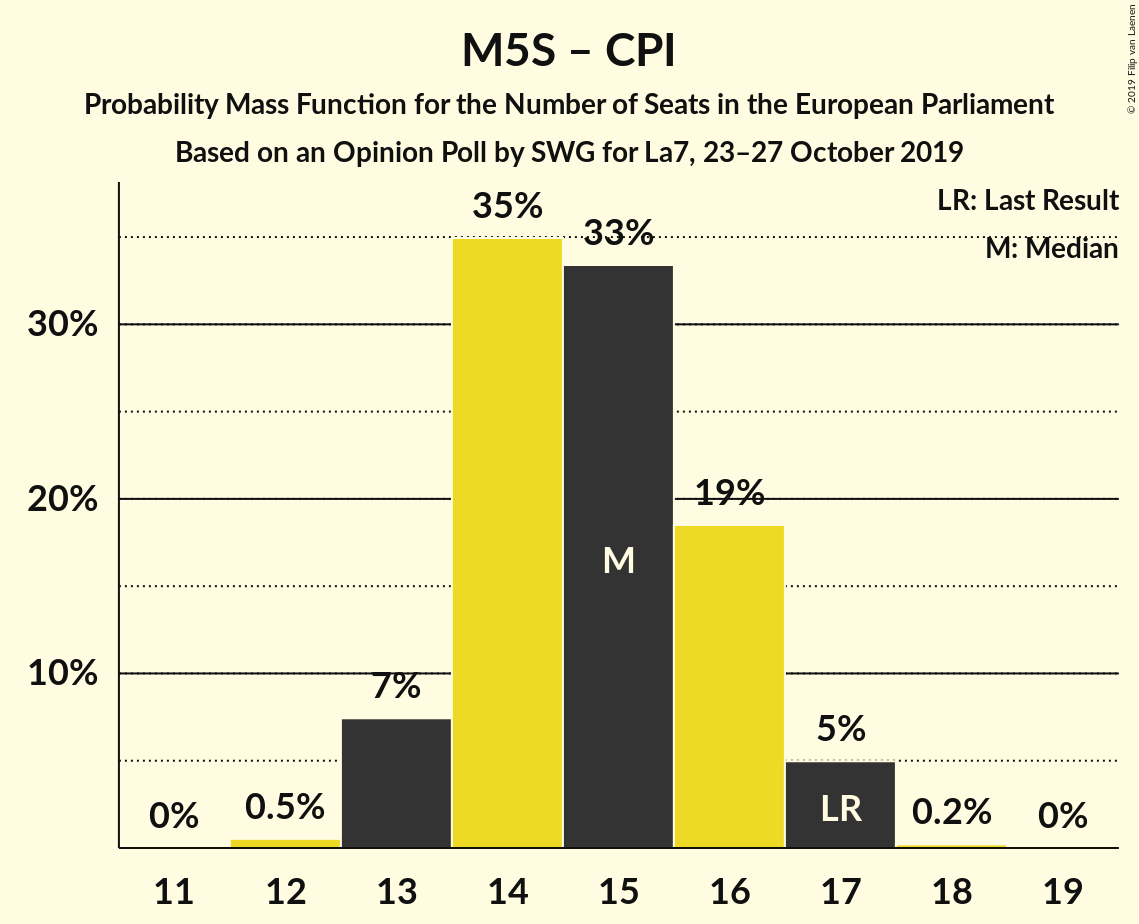 M5S – CPI
Probability Mass Function for the Number of Seats in the European Parliament
Based on an Opinion Poll by SWG for La7, 23–27 October 2019
© 2019 Filip van Laenen
LR: Last Result
M: Median
30%
20%
10%
0%
0.5%
7%
35%
33%
19%
5%
0.2%
0%
M
LR
11 12 13 14 15 16 17 18 19